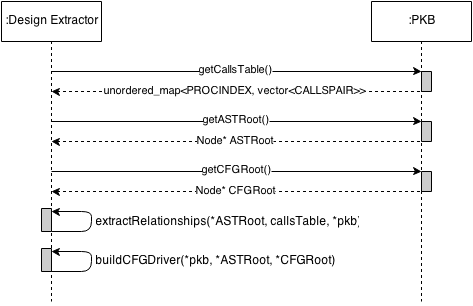 :Design Extractor
:PKB
getCallsTable()
unordered_map<PROCINDEX, vector<CALLSPAIR>>
getASTRoot()
Node* ASTRoot
getCFGRoot()
Node* CFGRoot
extractRelationships(*ASTRoot, callsTable, *pkb)
buildCFGDriver(*pkb, *ASTRoot, *CFGRoot)